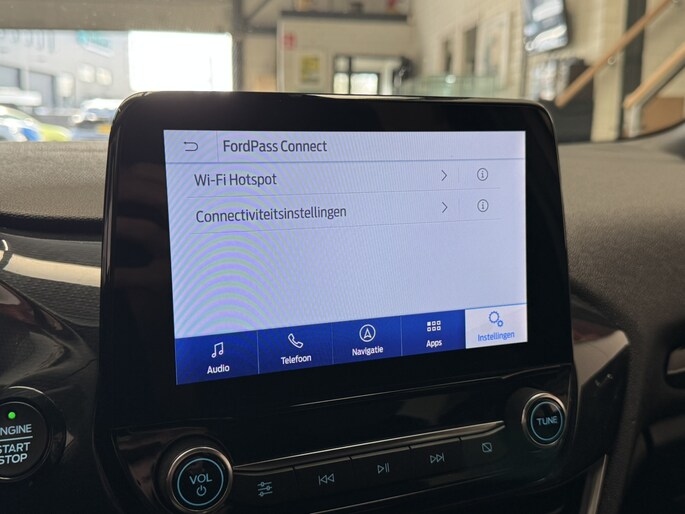 FordPass Connect
Wi-Fi Hotspot
Connectiviteitsinstellingen
Audio
Telefoon
Navigatie
Apps
Instellingen
ENGINE
START
STOP
VOL
TUNE